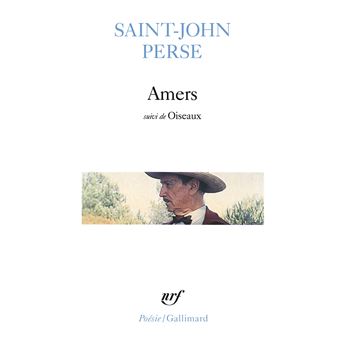 SAINT-JOHN
PERSE
Amers
suivi de Oiseaux
nrf
Poésie/Gallimard